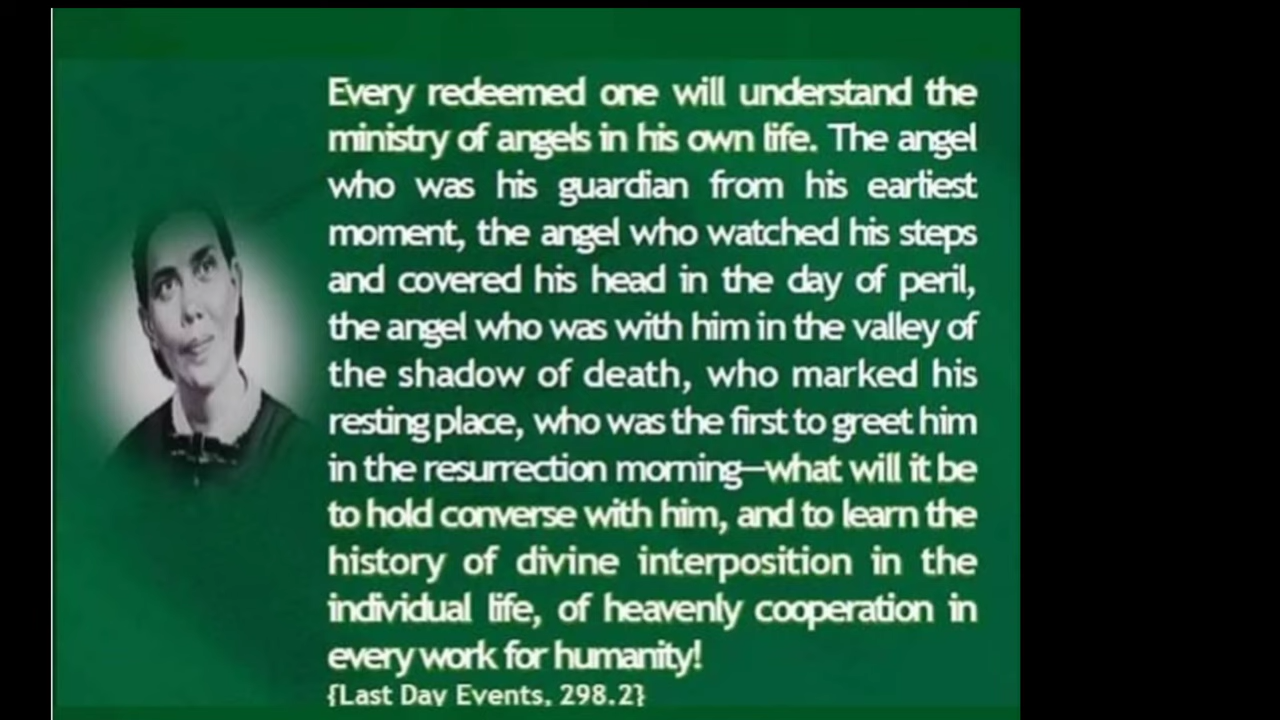 Every redeemed one will understand the
ministry of angels in his own life. The angel
who was his guardian from his earliest
moment, the angel who watched his steps
and covered his head in the day of peril,
the angel who was with him in the valley of
the shadow of death, who marked his
resting place, who was the first to greet him
in the resurrection morning—what will it be
to hold converse with him, and to learn the
history of divine interposition in the
individual life, of heavenly cooperation in
every work for humanity!
{Last Day Events, 298.2}